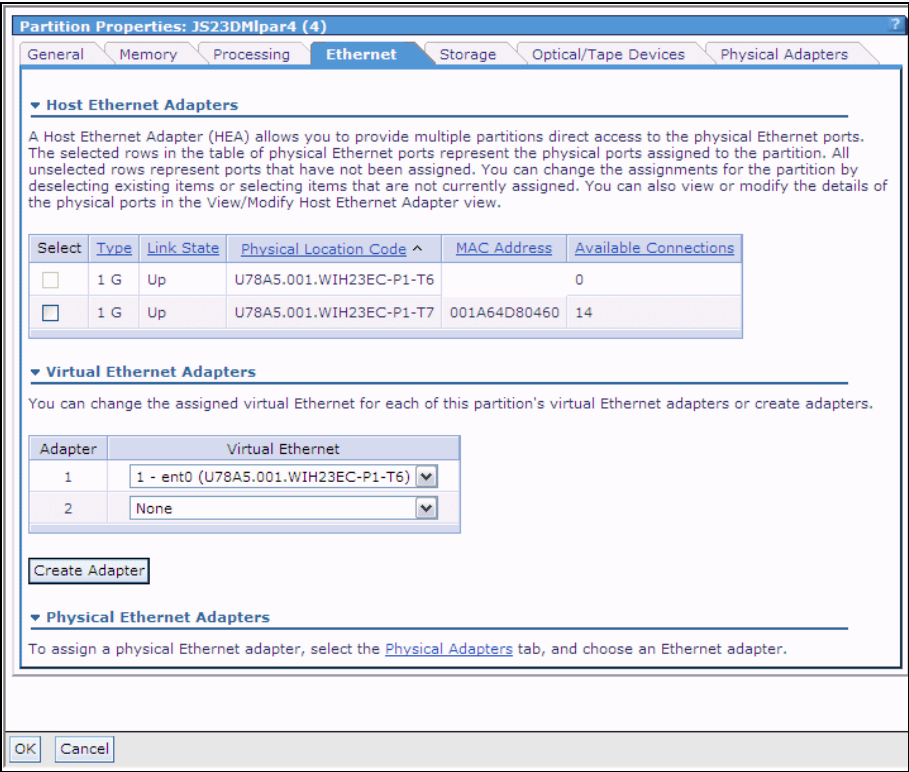 Partition Properties: JS23DMlpar4 (4) ?
General Memory Processing Ethernet Storage Optical/Tape Devices Physical Adapters
Host Ethernet Adapters
A Host Ethernet Adapter (HEA) allows you to provide multiple partitions direct access to the physical Ethernet ports.
The selected rows in the table of physical Ethernet ports represent the physical ports assigned to the partition. All
unselected rows represent ports that have not been assigned. You can change the assignments for the partition by
deselecting existing items or selecting items that are not currently assigned. You can also view or modify the details of
the physical ports in the View/Modify Host Ethernet Adapter view.
Select Type Link State Physical Location Code MAC Address Available Connections
1 G Up U78A5.001.WIH23EC-P1-T6 0
1 G Up U78A5.001.WIH23EC-P1-T7 001A64D80460 14
Virtual Ethernet Adapters
You can change the assigned virtual Ethernet for each of this partition's virtual Ethernet adapters or create adapters.
Adapter Virtual Ethernet
1 1 - ent0 (U78A5.001.WIH23EC-P1-T6)
2 None
Create Adapter
Physical Ethernet Adapters
To assign a physical Ethernet adapter, select the Physical Adapters tab, and choose an Ethernet adapter.
OK Cancel